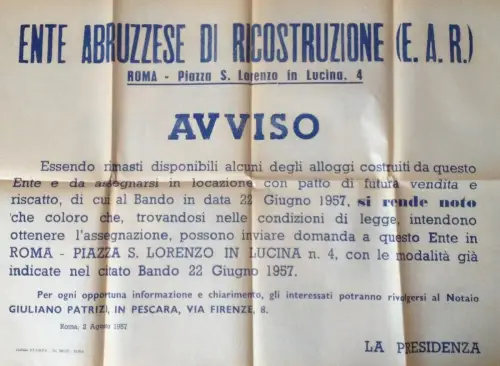 ENTE ABRUZZESE DI RICOSTRUZIONE (E. A. R.)
ROMA - Piazza S. Lorenzo in Lucina, 4
AVVISO
Essendo rimasti disponibili alcuni degli alloggi costruiti da questo
Ente e da assegnarsi in locazione con patto di futura vendita e
riscatto, di cui al Bando in data 22 Giugno 1957, si rende noto
che coloro che, trovandosi nelle condizioni di legge, intendono
ottenere l'assegnazione, possono inviare domanda a questo Ente in
ROMA - PIAZZA S. LORENZO IN LUCINA n. 4, con le modalità già
indicate nel citato Bando 22 Giugno 1957.
Per ogni opportuna informazione e chiarimento, gli interessati potranno rivolgersi al Notaio
GIULIANO PATRIZI, IN PESCARA, VIA FIRENZE, 8.
Roma, 2 Agosto 1957
LA PRESIDENZA